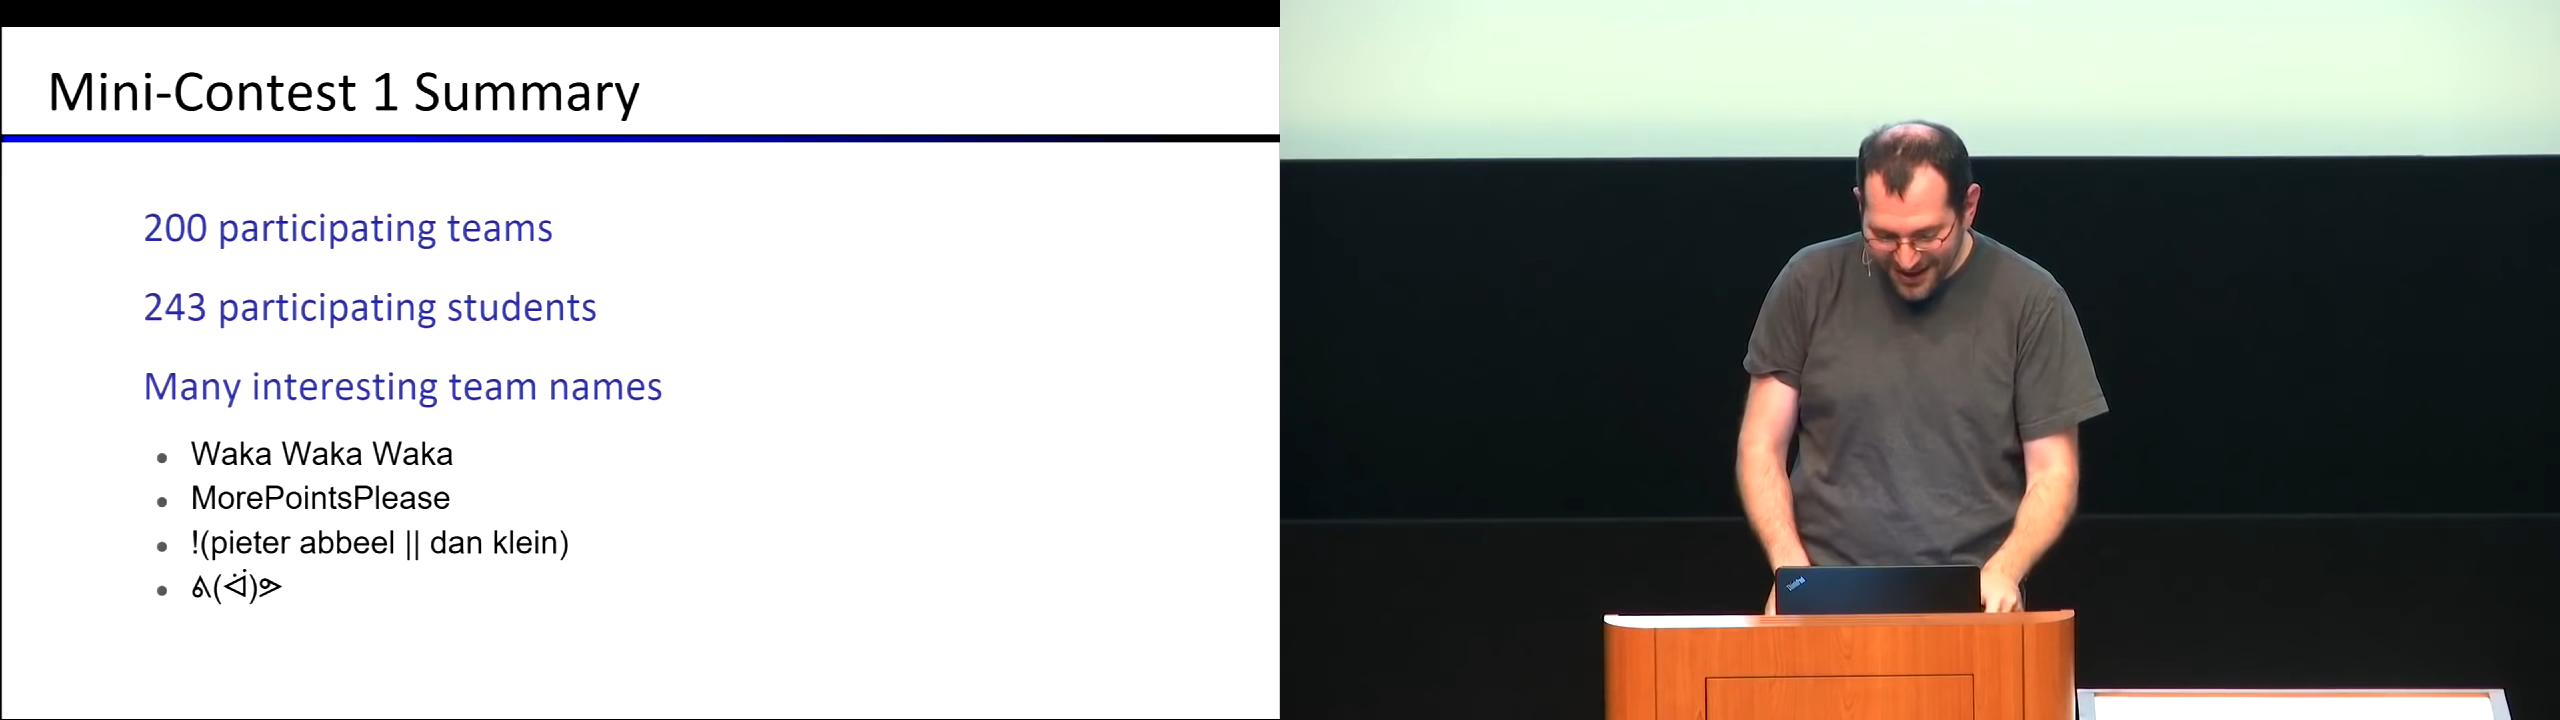 Mini-Contest 1 Summary
200 participating teams
243 participating students
Many interesting team names
• Waka Waka Waka
• MorePointsPlease
• !(pieter abbeel || dan klein)
ThinkPad